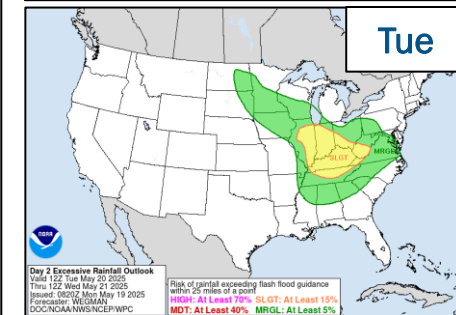 Tue
SLGT
MRGL
NOAA
Day 2 Excessive Rainfall Outlook
Valid 12Z Tue May 20 2025
Thru 12Z Wed May 21 2025
Issued: 0820Z Mon May 19 2025
Forecaster: WEGMAN
DOC/NOAA/NWS/NCEP/WPC
Risk of rainfall exceeding flash flood guidance
within 25 miles of a point
HIGH: At Least 70% SLGT: At Least 15%
MDT: At Least 40% MRGL: At Least 5%